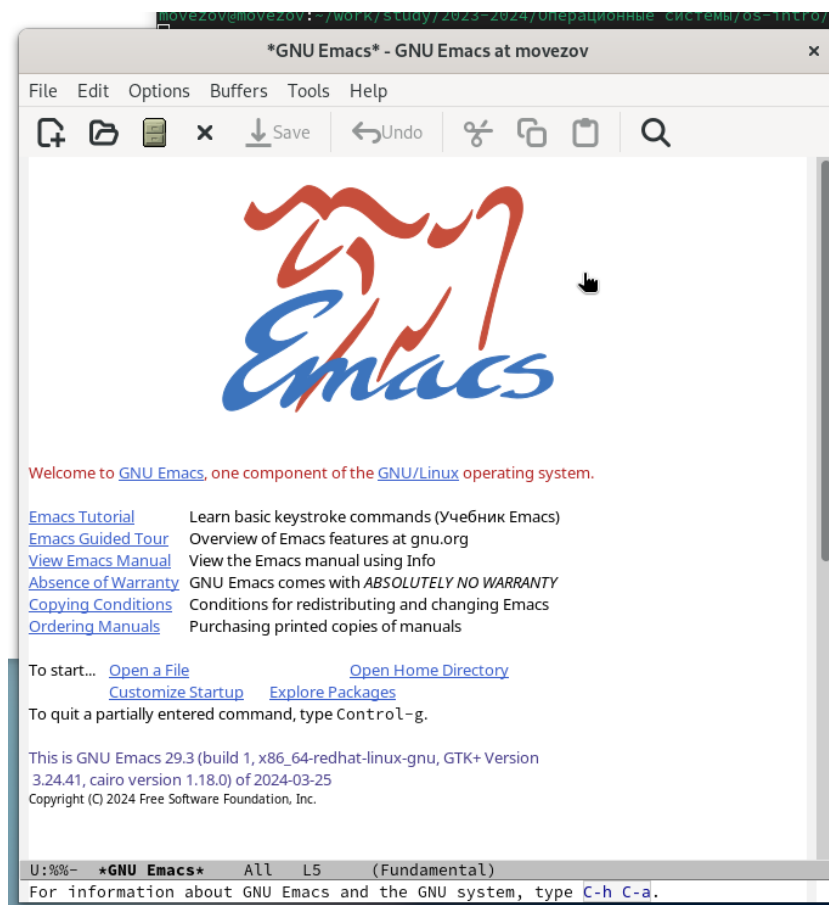 movezov@movezov:~/work/study/2023-2024/Операционные системы/os-intro/
*GNU Emacs* - GNU Emacs at movezov ×
File Edit Options Buffers Tools Help
Save Undo
Emacs
Welcome to GNU Emacs, one component of the GNU/Linux operating system.
Emacs Tutorial Learn basic keystroke commands (Учебник Emacs)
Emacs Guided Tour Overview of Emacs features at gnu.org
View Emacs Manual View the Emacs manual using Info
Absence of Warranty GNU Emacs comes with ABSOLUTELY NO WARRANTY
Copying Conditions Conditions for redistributing and changing Emacs
Ordering Manuals Purchasing printed copies of manuals
To start... Open a File Open Home Directory
Customize Startup Explore Packages
To quit a partially entered command, type Control-g.
This is GNU Emacs 29.3 (build 1, x86_64-redhat-linux-gnu, GTK+ Version
3.24.41, cairo version 1.18.0) of 2024-03-25
Copyright (C) 2024 Free Software Foundation, Inc.
U:%%- *GNU Emacs* All L5 (Fundamental)
For information about GNU Emacs and the GNU system, type C-h C-a.